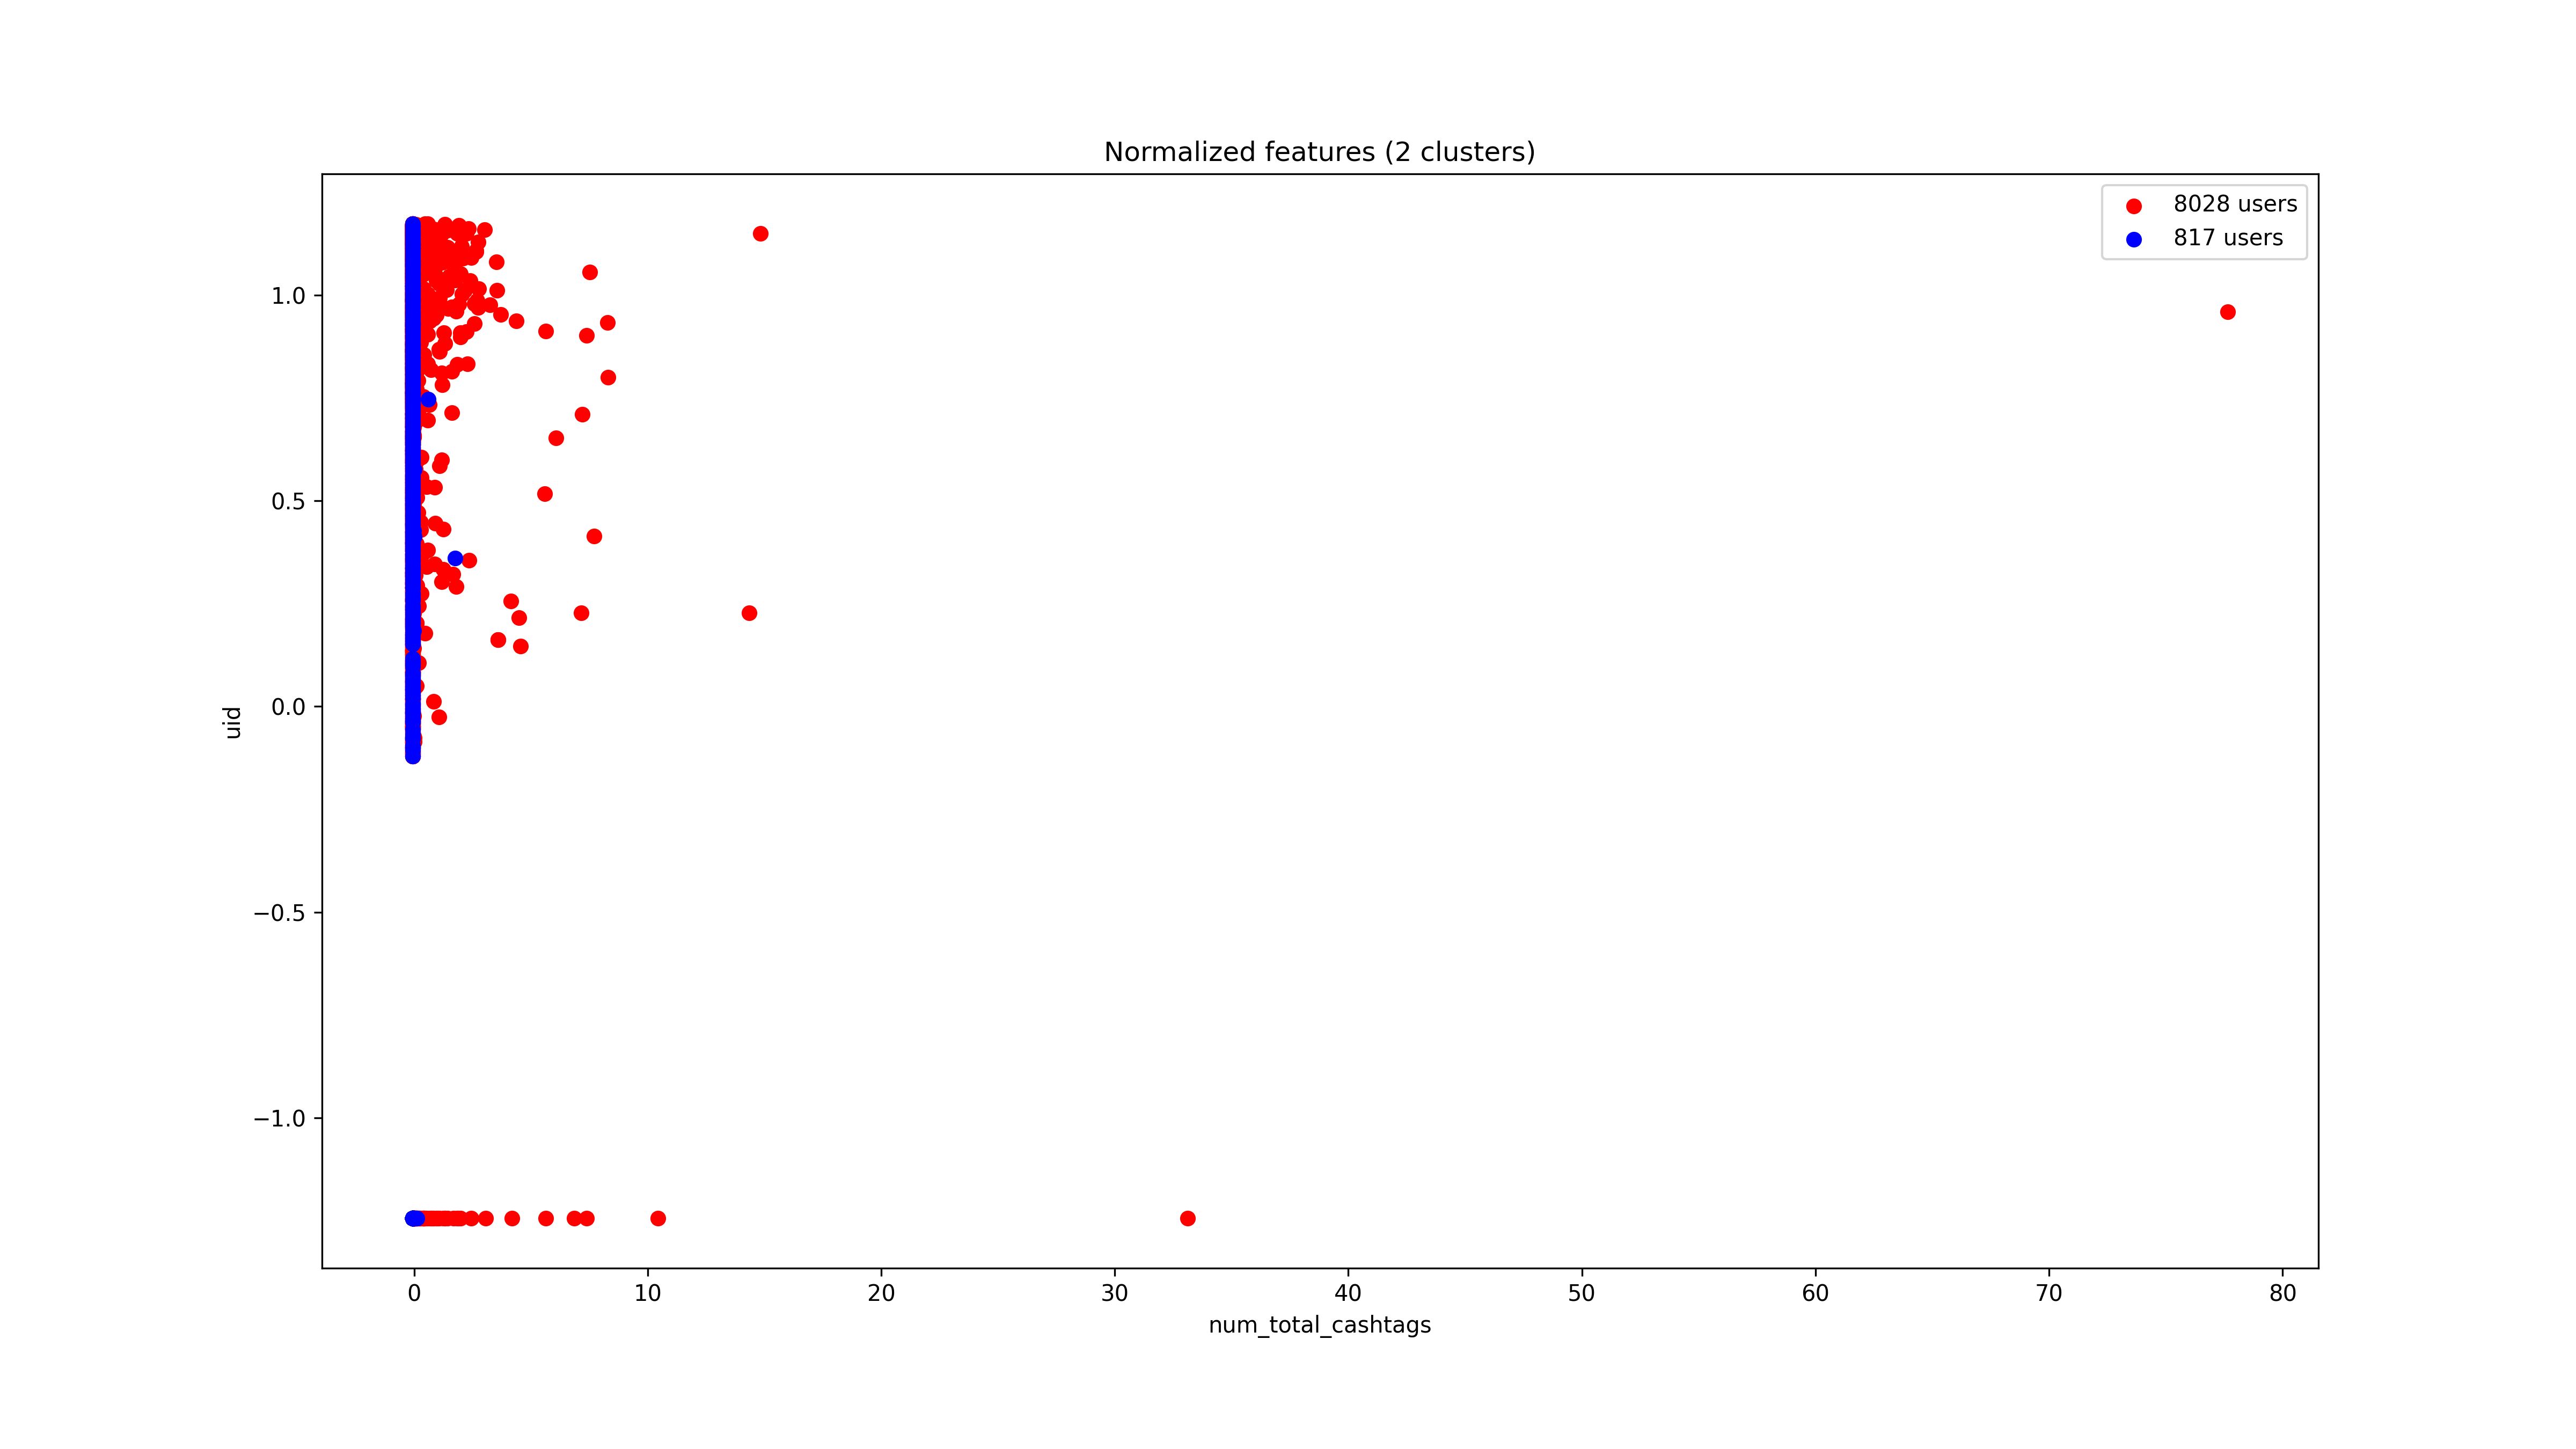 Normalized features (2 clusters)
8028 users
817 users
1.0
0.5
0.0
−0.5
−1.0
uid
0 10 20 30 40 50 60 70 80
num_total_cashtags